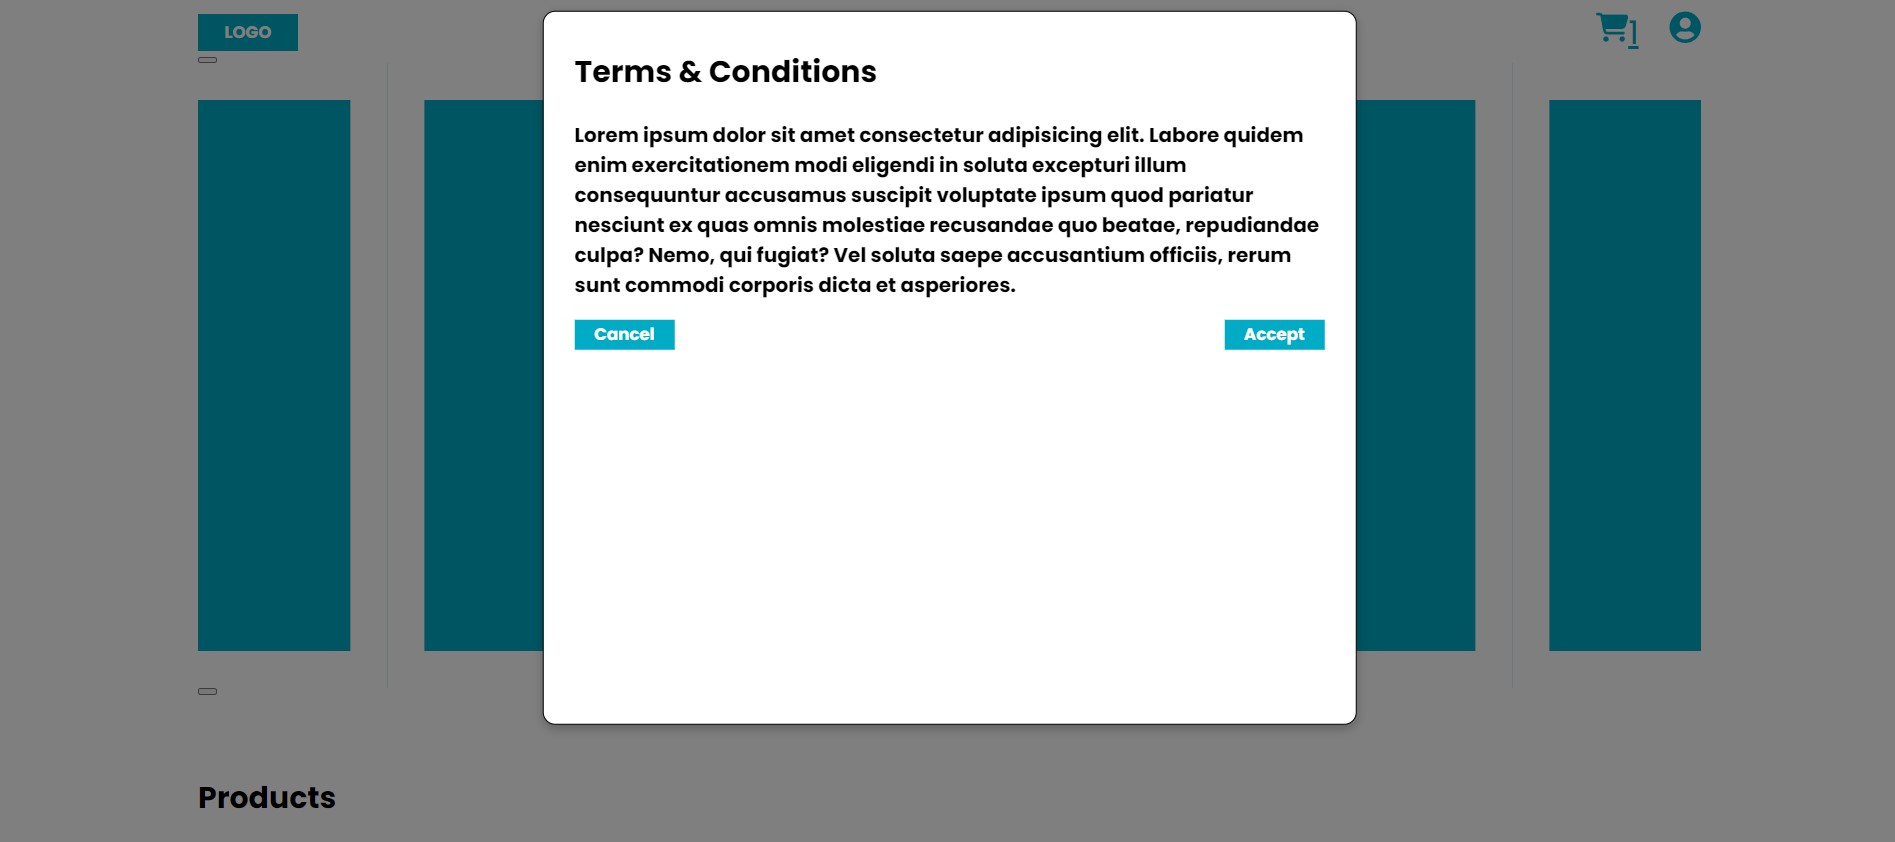 LOGO
1
Terms & Conditions
Lorem ipsum dolor sit amet consectetur adipisicing elit. Labore quidem
enim exercitationem modi eligendi in soluta excepturi illum
consequuntur accusamus suscipit voluptate ipsum quod pariatur
nesciunt ex quas omnis molestiae recusandae quo beatae, repudiandae
culpa? Nemo, qui fugiat? Vel soluta saepe accusantium officiis, rerum
sunt commodi corporis dicta et asperiores.
Cancel
Accept
Products